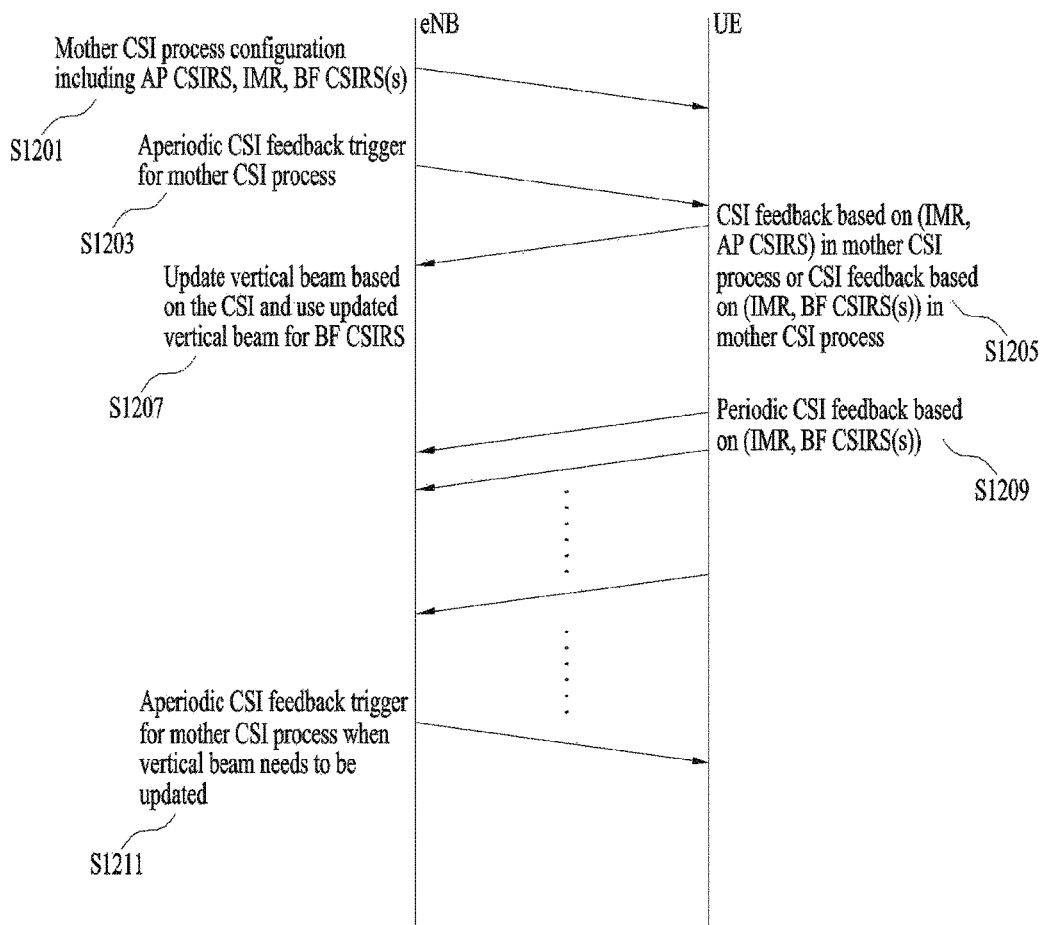 eNB
UE
Mother CSI process configuration
including AP CSIRS, IMR, BF CSIRS(s)
S1201
Aperiodic CSI feedback trigger
for mother CSI process
S1203
CSI feedback based on (IMR,
AP CSIRS) in mother CSI
process or CSI feedback based
on (IMR, BF CSIRS(s)) in
mother CSI process
S1205
Update vertical beam based
on the CSI and use updated
vertical beam for BF CSIRS
S1207
Periodic CSI feedback based
on (IMR, BF CSIRS(s))
S1209
Aperiodic CSI feedback trigger
for mother CSI process when
vertical beam needs to be
updated
S1211